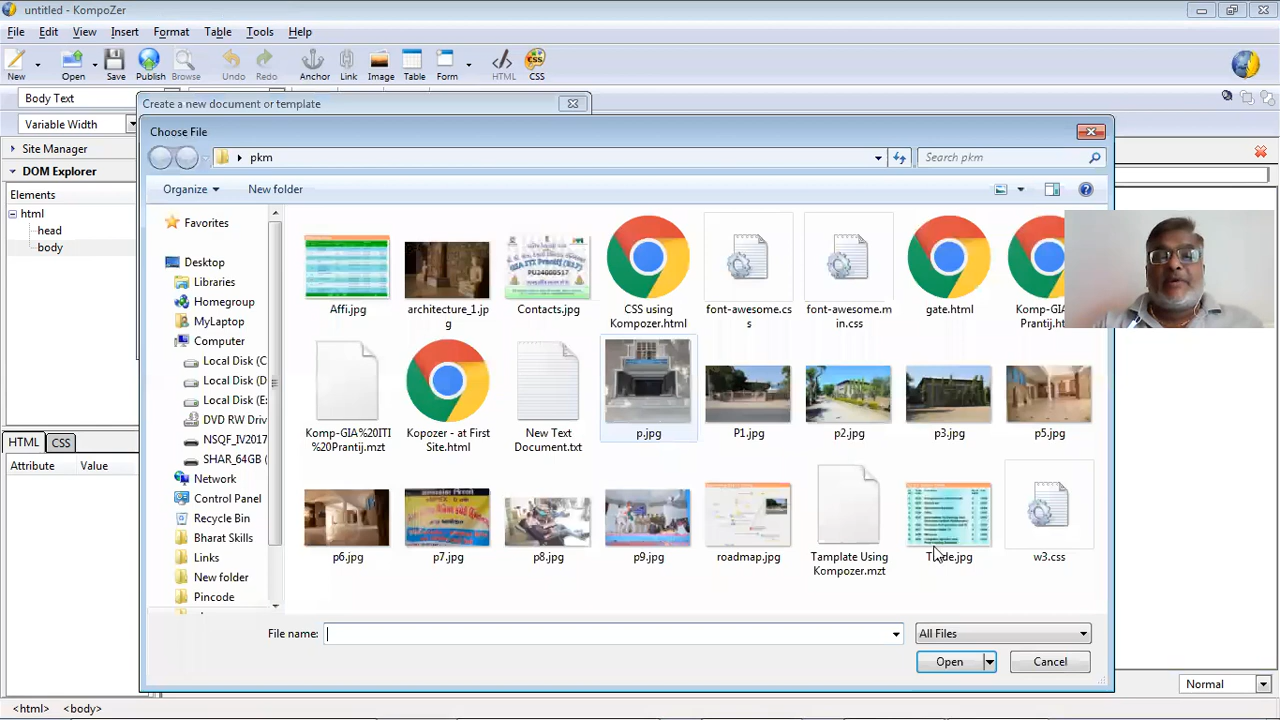 untitled - KompoZer
File Edit View Insert Format Table Tools Help
New Open Save Publish Browse Undo Redo Anchor Link Image Table Form HTML CSS
Body Text
Create a new document or template
Variable Width
Choose File
Site Manager
pkm
Search pkm
DOM Explorer
Organize New folder
Elements
html
head
body
Favorites
Desktop
Libraries
Homegroup
MyLaptop
Computer
Local Disk (C
Local Disk (D
Local Disk (E:
DVD RW Driv
NSQF_IV2017
SHAR_64GB (
Network
Control Panel
Recycle Bin
Bharat Skills
Links
New folder
Pincode
GIA ITI Prantij
PU24000517
Affi.jpg
architecture_1.jp
g
Contacts.jpg
CSS using
Kompozer.html
font-awesome.cs
s
font-awesome.m
in.css
gate.html
Komp-G
Prantij.ht
Komp-GIA%20ITI
%20Prantij.mzt
Kopozer - at First
Site.html
New Text
Document.txt
p.jpg
P1.jpg
p2.jpg
p3.jpg
p5.jpg
p6.jpg
p7.jpg
p8.jpg
p9.jpg
roadmap.jpg
Tamplate Using
Kompozer.mzt
w3.css
HTML CSS
Attribute Value
File name:
All Files
Open
Cancel
Normal
<html> <body>